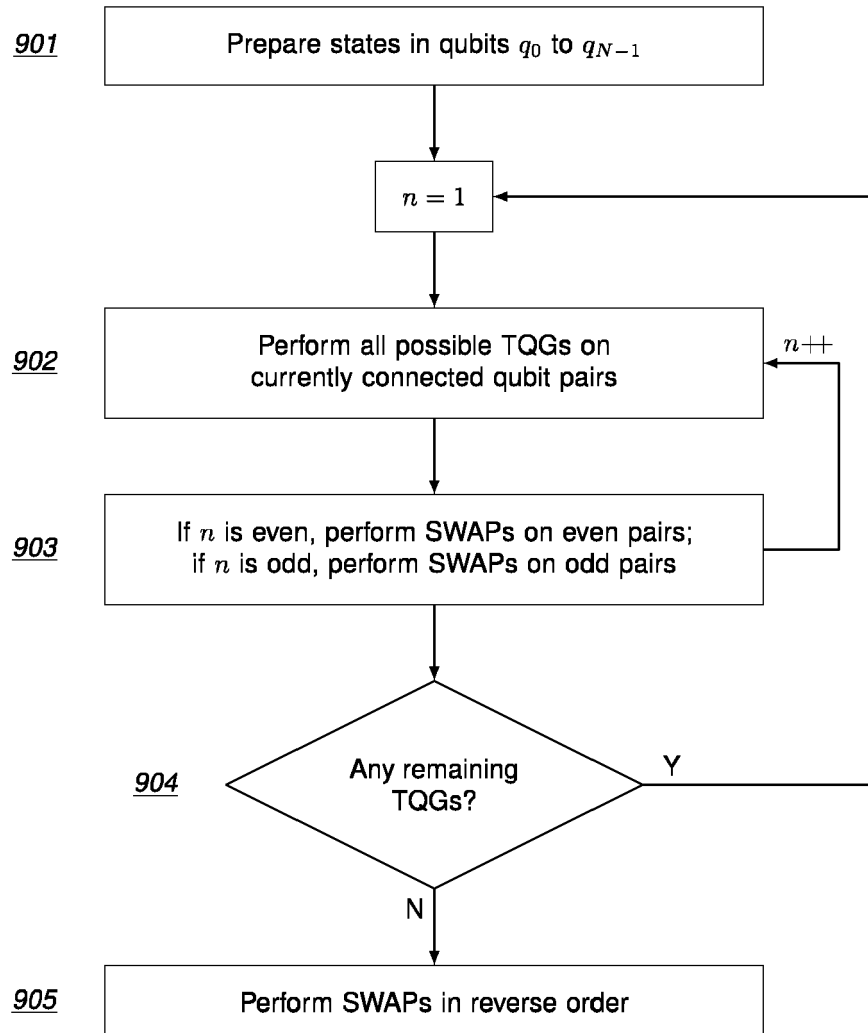 901
Prepare states in qubits q₀ to q_{N−1}
n = 1
902
Perform all possible TQGs on
currently connected qubit pairs
n++
903
If n is even, perform SWAPs on even pairs;
if n is odd, perform SWAPs on odd pairs
904
Any remaining
TQGs?
Y
N
905
Perform SWAPs in reverse order